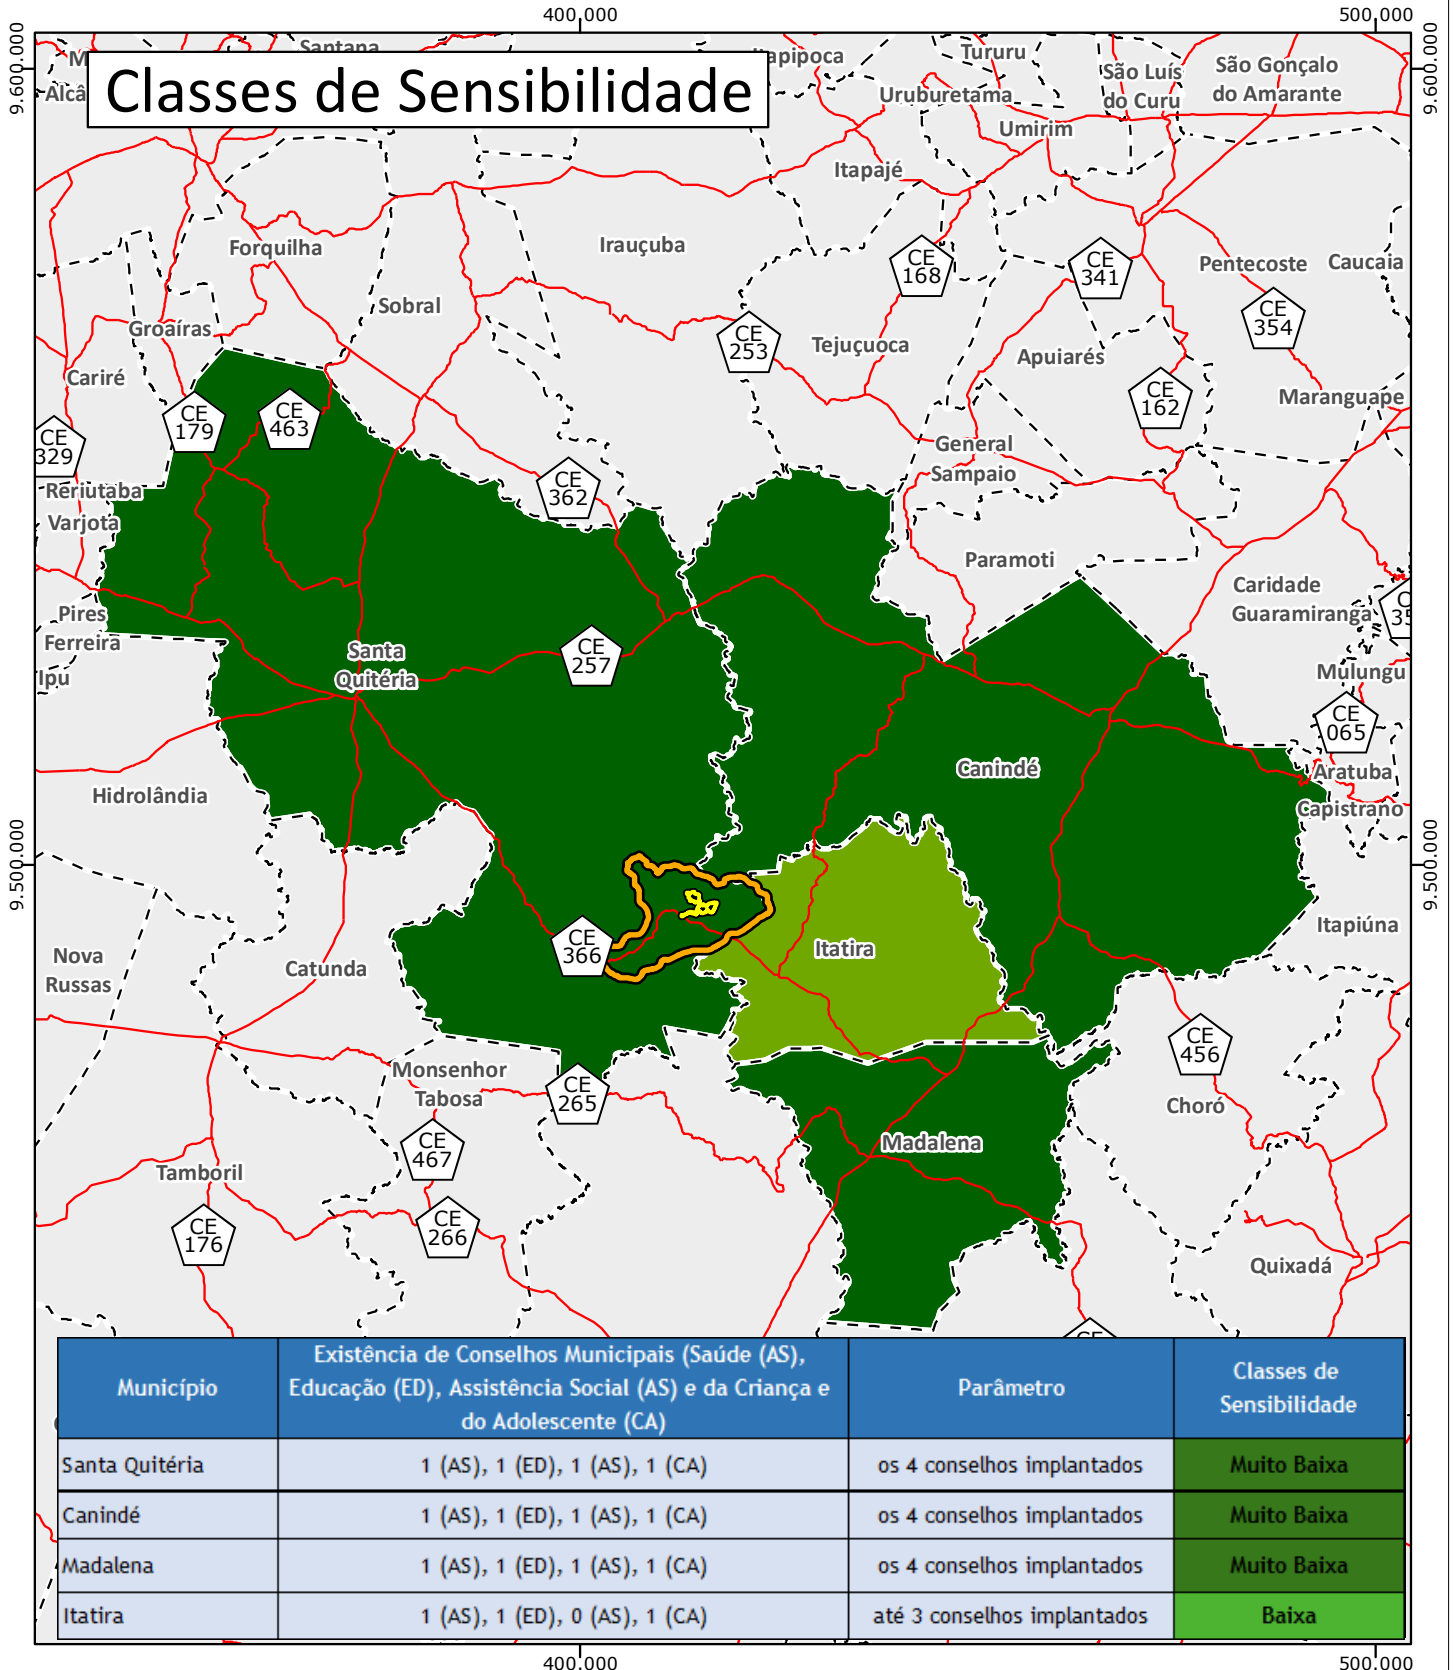 400.000
500.000
9.600.000
9.600.000
Santana
Itapipoca
Tururu
São Luís
do Curu
São Gonçalo
do Amarante
Classes de Sensibilidade
Uruburetama
Umirim
Itapajé
Forquilha
Irauçuba
CE
168
CE
341
Pentecoste
Caucaia
Sobral
Groaíras
CE
253
Tejuçuoca
Apuiarés
CE
354
Cariré
CE
179
CE
463
CE
162
Maranguape
CE
329
General
Sampaio
Reriutaba
Varjota
CE
362
Paramoti
Caridade
Guaramiranga
Pires
Ferreira
Ipu
Santa
Quitéria
CE
257
Mulungu
CE
065
Canindé
Aratuba
Hidrolândia
Capistrano
9.500.000
9.500.000
Itapiúna
Nova
Russas
Catunda
CE
366
Itatira
CE
456
Monsenhor
Tabosa
CE
265
Choró
CE
467
Madalena
Tamboril
CE
176
CE
266
Quixadá
CE
Município
Existência de Conselhos Municipais (Saúde (AS),
Educação (ED), Assistência Social (AS) e da Criança e
do Adolescente (CA)
Parâmetro
Classes de
Sensibilidade
Santa Quitéria 1 (AS), 1 (ED), 1 (AS), 1 (CA) os 4 conselhos implantados Muito Baixa
Canindé 1 (AS), 1 (ED), 1 (AS), 1 (CA) os 4 conselhos implantados Muito Baixa
Madalena 1 (AS), 1 (ED), 1 (AS), 1 (CA) os 4 conselhos implantados Muito Baixa
Itatira 1 (AS), 1 (ED), 0 (AS), 1 (CA) até 3 conselhos implantados Baixa
400.000
500.000